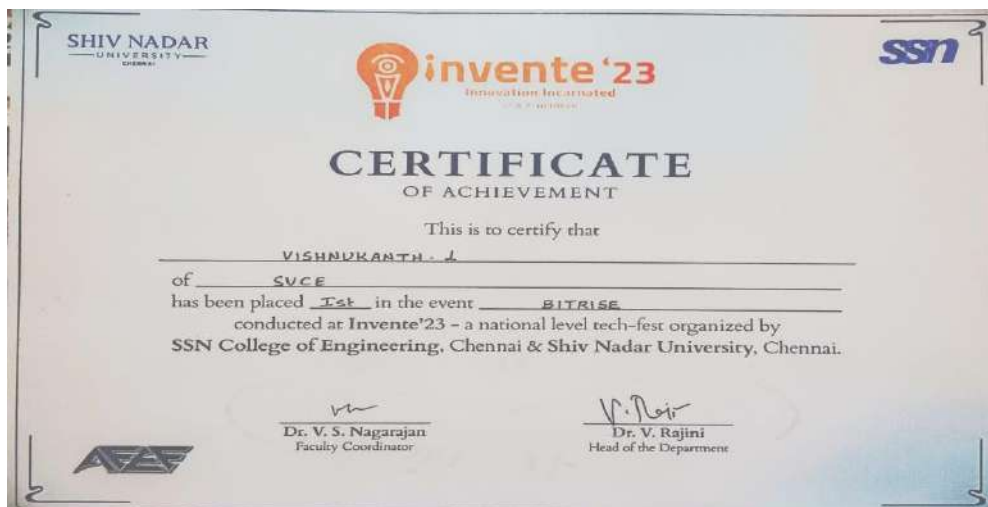 SHIV NADAR
UNIVERSITY
CHENNAI
ssn
invente '23
Innovation Incarnated
CERTIFICATE
OF ACHIEVEMENT
This is to certify that
VISHNUKANTH. L
of SVCE
has been placed Ist in the event BITRISE
conducted at Invente'23 – a national level tech-fest organized by
SSN College of Engineering, Chennai & Shiv Nadar University, Chennai.
V. Raji
Dr. V. S. Nagarajan
Dr. V. Rajini
Faculty Coordinator
Head of the Department